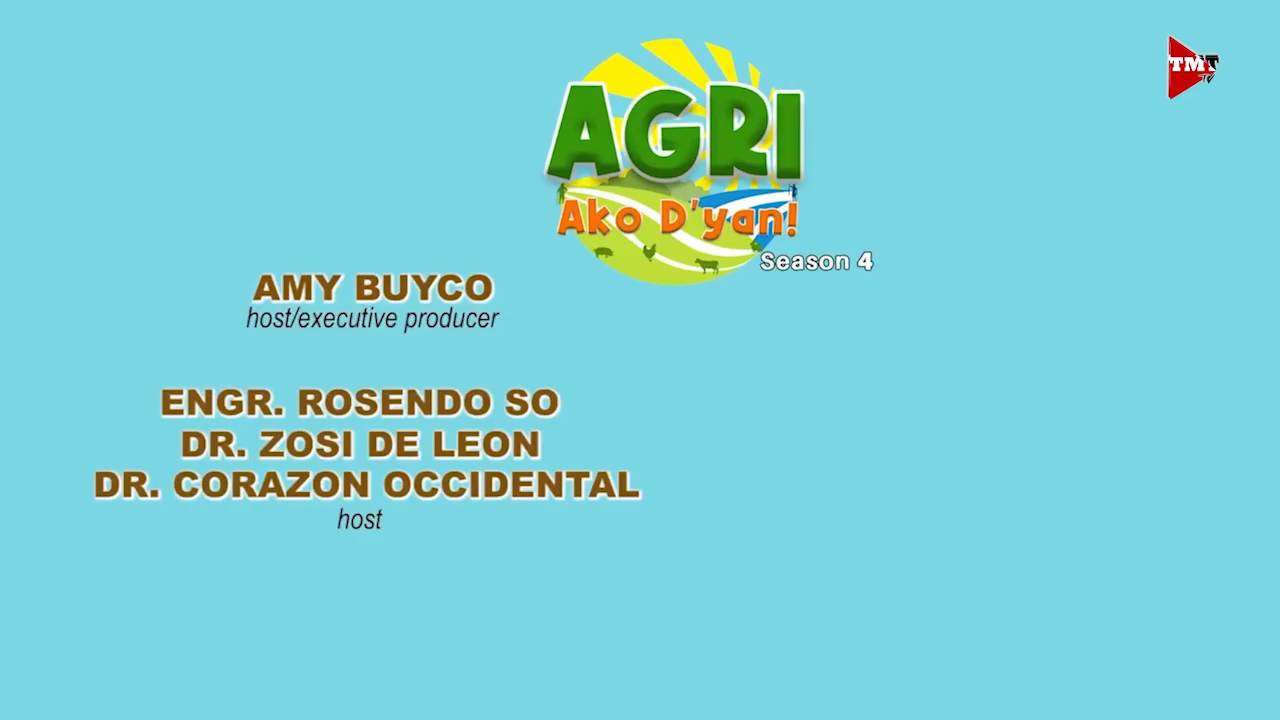 TMT
TV
AGRI
Ako D'yan!
Season 4
AMY BUYCO
host/executive producer
ENGR. ROSENDO SO
DR. ZOSI DE LEON
DR. CORAZON OCCIDENTAL
host